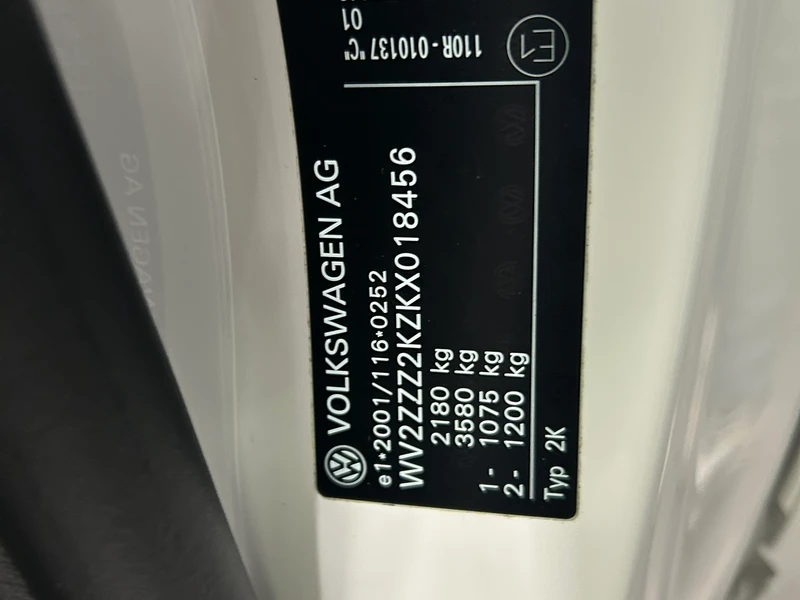 VOLKSWAGEN AG
e1*2001/116*0252
WV2ZZZ2KZKX018456
2180 kg
3580 kg
1- 1075 kg
2- 1200 kg
Typ 2K
E1
110R-010137 "C"
01